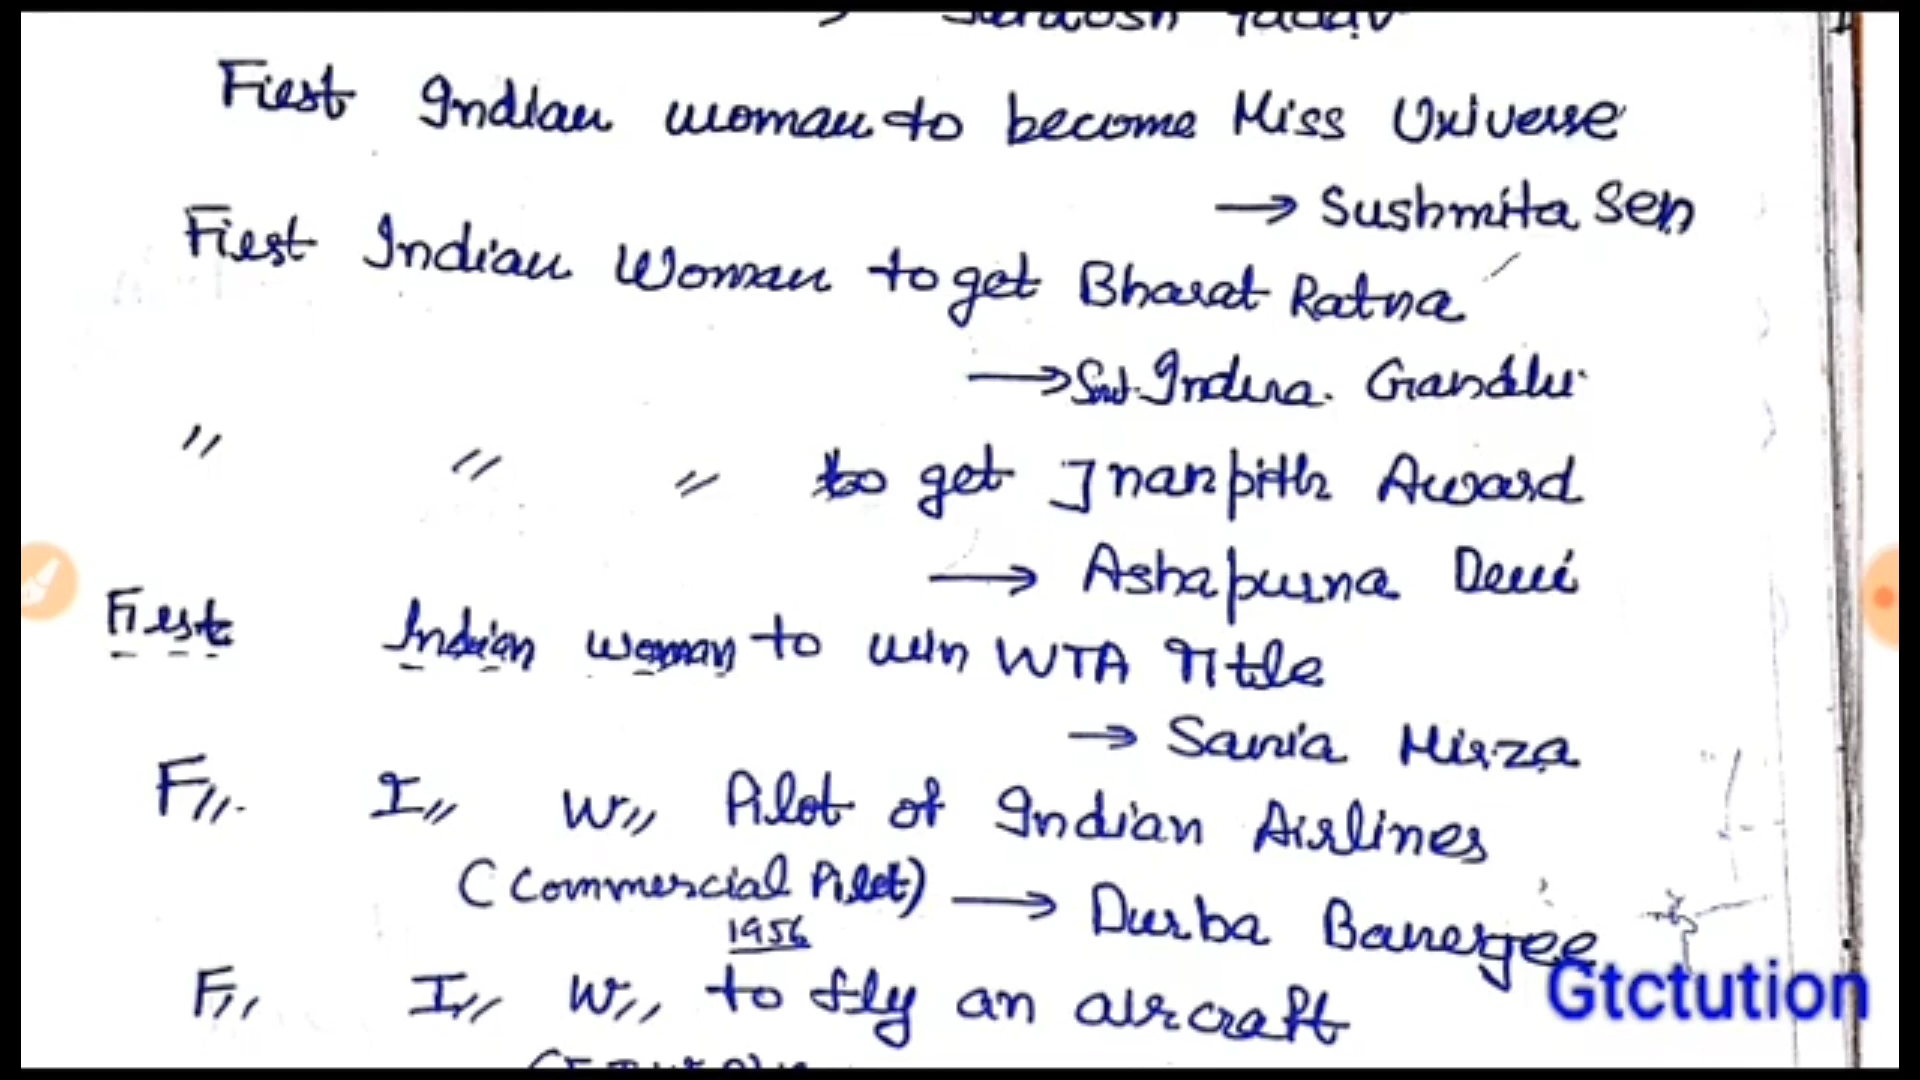 → Santosh Yadav
First Indian woman to become Miss Universe
→ Sushmita Sen
First Indian Woman to get Bharat Ratna
→ Smt. Indira Gandhi
" " " to get Jnanpith Award
→ Ashapurna Devi
First Indian woman to win WTA Title
→ Sania Mirza
F〃 I〃 W〃 Pilot of Indian Airlines
(Commercial Pilot) → Durba Banerjee
1956
F〃 I〃 W〃 to fly an aircraft
Gtctution